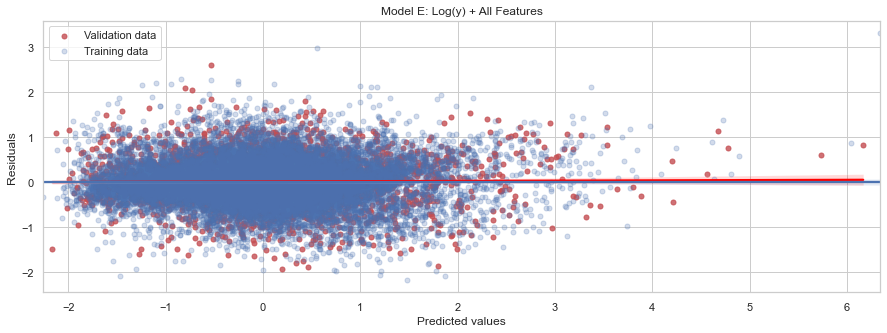 Model E: Log(y) + All Features
Validation data
Training data
3
2
1
0
−1
−2
Residuals
−2 −1 0 1 2 3 4 5 6
Predicted values